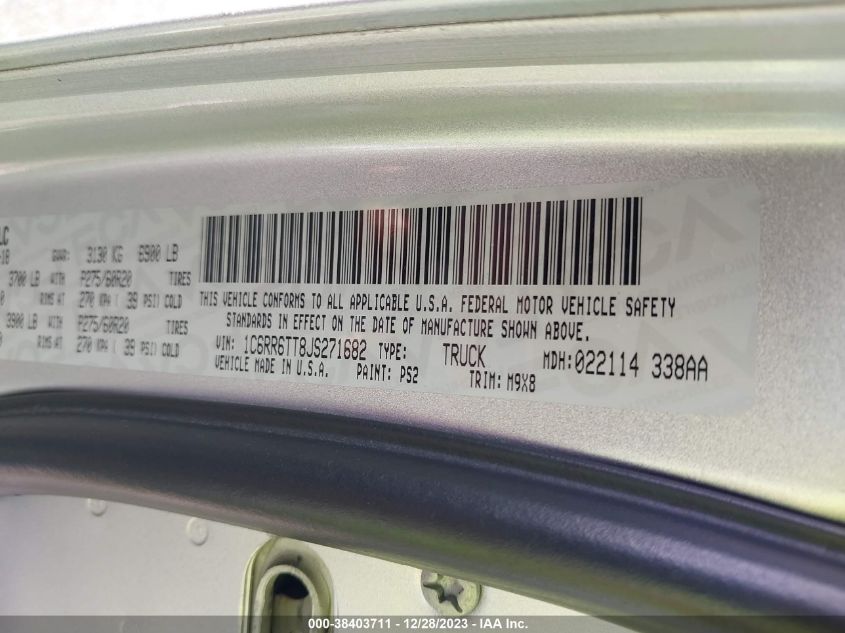 LC
-18 GVWR: 3130 KG 6900 LB
3700 LB WITH P275/60R20 TIRES
RIMS AT 270 KPA ( 39 PSI) COLD
3900 LB WITH P275/60R20 TIRES
RIMS AT 270 KPA ( 39 PSI) COLD
THIS VEHICLE CONFORMS TO ALL APPLICABLE U.S.A. FEDERAL MOTOR VEHICLE SAFETY
STANDARDS IN EFFECT ON THE DATE OF MANUFACTURE SHOWN ABOVE.
VIN: 1C6RR6TT8JS271682 TYPE: TRUCK MDH:022114 338AA
VEHICLE MADE IN U.S.A. PAINT: PS2 TRIM: M9X8
000-38403711 - 12/28/2023 - IAA Inc.